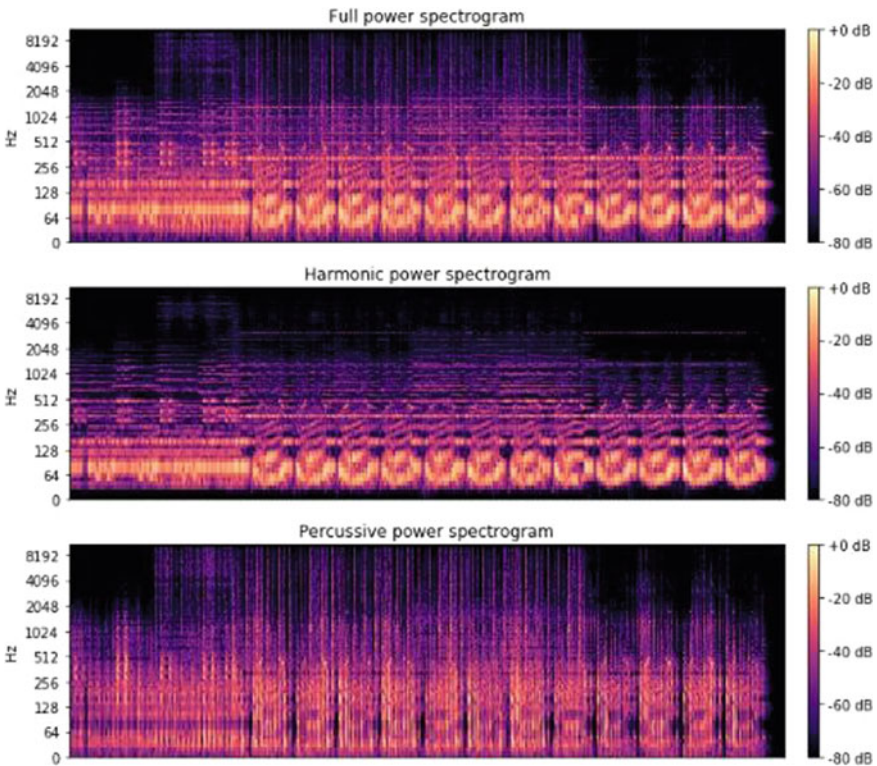 Full power spectrogram
8192
4096
2048
1024
512
256
128
64
0
Hz
+0 dB
-20 dB
-40 dB
-60 dB
-80 dB
Harmonic power spectrogram
8192
4096
2048
1024
512
256
128
64
0
Hz
+0 dB
-20 dB
-40 dB
-60 dB
-80 dB
Percussive power spectrogram
8192
4096
2048
1024
512
256
128
64
0
Hz
+0 dB
-20 dB
-40 dB
-60 dB
-80 dB